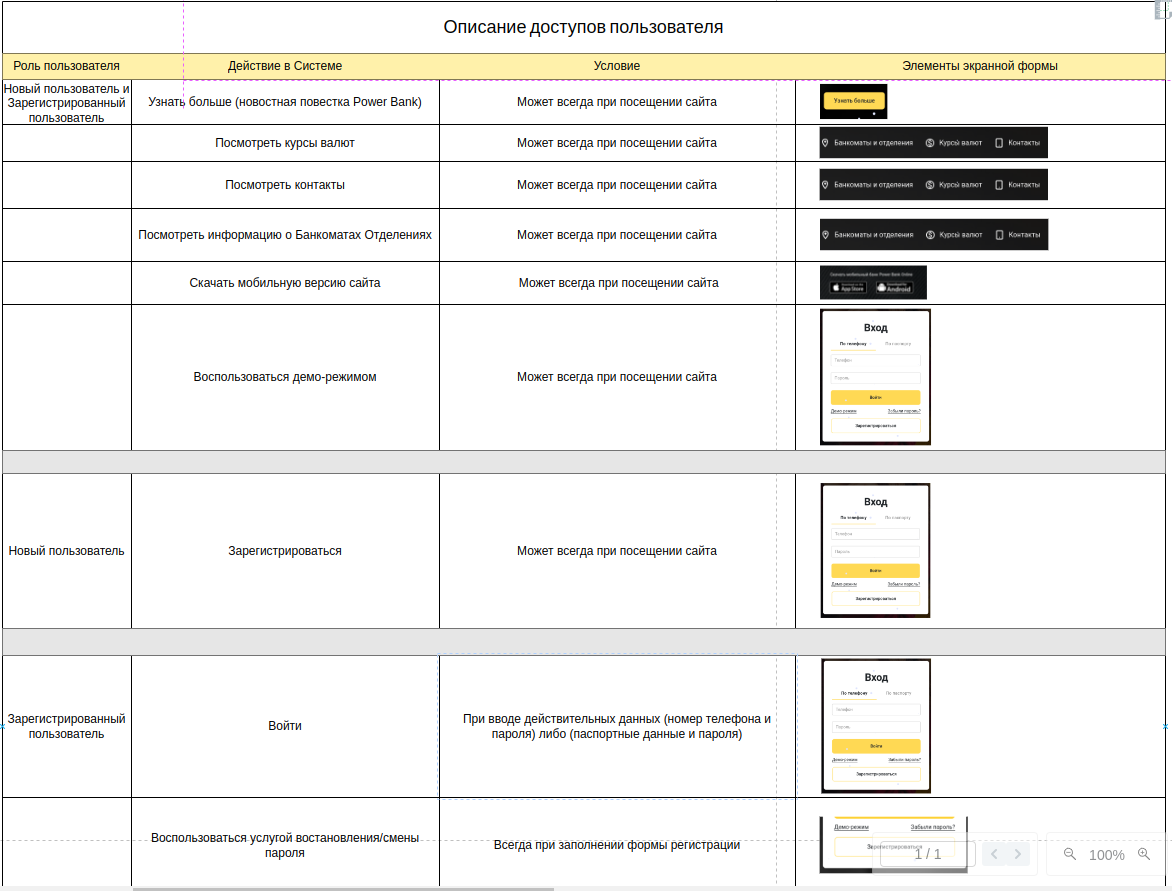 Описание доступов пользователя
Роль пользователя Действие в Системе Условие Элементы экранной формы
Новый пользователь и
Зарегистрированный
пользователь
Узнать больше (новостная повестка Power Bank) Может всегда при посещении сайта Узнать больше
Посмотреть курсы валют Может всегда при посещении сайта Банкоматы и отделения Курсы валют Контакты
Посмотреть контакты Может всегда при посещении сайта Банкоматы и отделения Курсы валют Контакты
Посмотреть информацию о Банкоматах Отделениях Может всегда при посещении сайта Банкоматы и отделения Курсы валют Контакты
Скачать мобильную версию сайта Может всегда при посещении сайта
App Store Android
Воспользоваться демо-режимом Может всегда при посещении сайта
Вход
По телефону По паспорту
Телефон
Пароль
Войти
Демо-режим Забыли пароль?
Зарегистрироваться
Новый пользователь Зарегистрироваться Может всегда при посещении сайта
Вход
По телефону По паспорту
Телефон
Пароль
Войти
Демо-режим Забыли пароль?
Зарегистрироваться
Зарегистрированный
пользователь
Войти
При вводе действительных данных (номер телефона и
пароля) либо (паспортные данные и пароля)
Вход
По телефону По паспорту
Телефон
Пароль
Войти
Демо-режим Забыли пароль?
Зарегистрироваться
Воспользоваться услугой востановления/смены
пароля
Всегда при заполнении формы регистрации
Демо-режим Забыли пароль?
Зарегистрироваться
1 / 1
100%